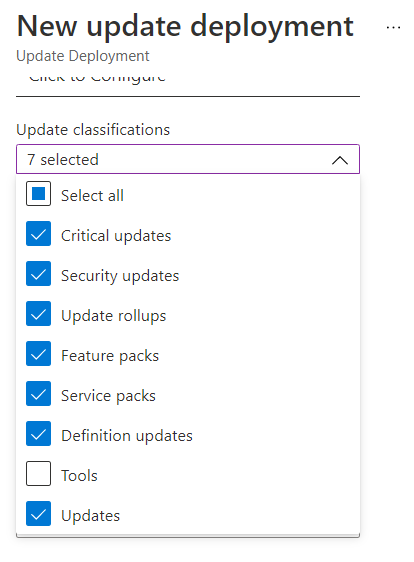 New update deployment ...
Update Deployment
Click to Configure
Update classifications
7 selected
Select all
Critical updates
Security updates
Update rollups
Feature packs
Service packs
Definition updates
Tools
Updates